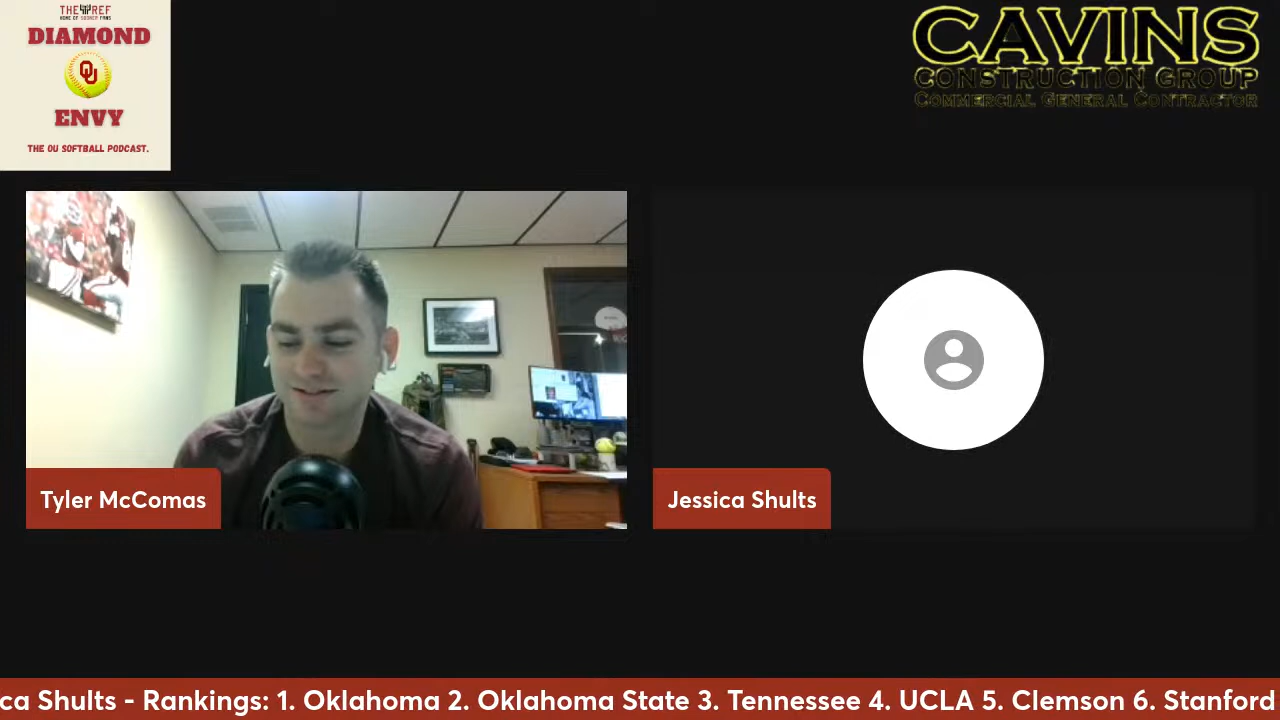 THE REF
HOME OF SOONER FANS
DIAMOND
OU
ENVY
THE OU SOFTBALL PODCAST.
CAVINS
CONSTRUCTION GROUP
COMMERCIAL GENERAL CONTRACTOR
Tyler McComas
Jessica Shults
ca Shults - Rankings: 1. Oklahoma 2. Oklahoma State 3. Tennessee 4. UCLA 5. Clemson 6. Stanford